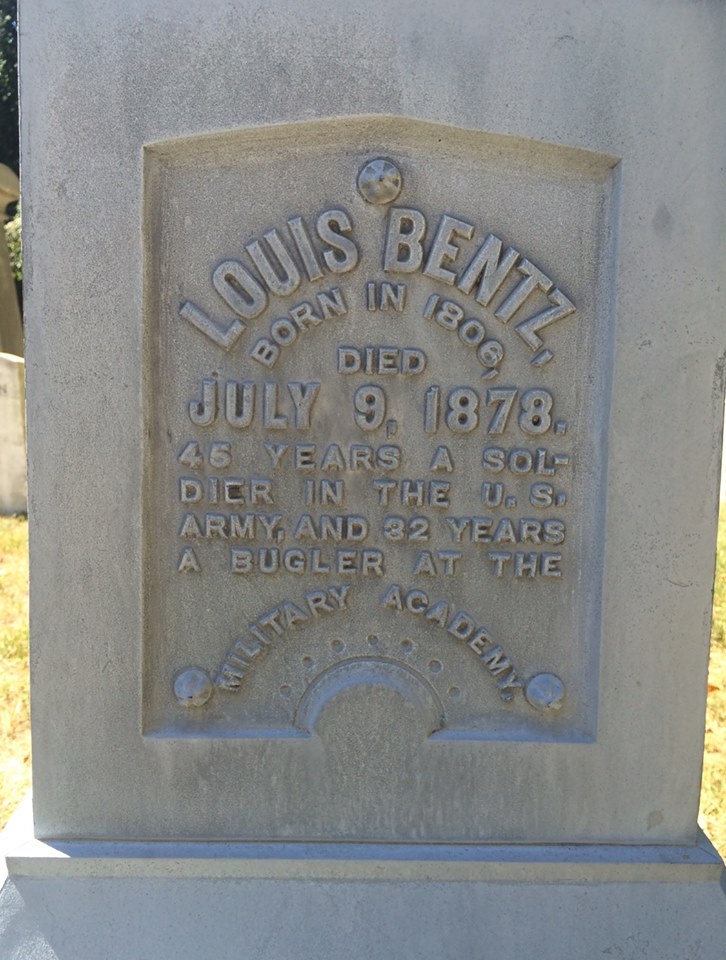 LOUIS BENTZ,
BORN IN 1806,
DIED
JULY 9, 1878.
45 YEARS A SOL-
DIER IN THE U.S.
ARMY, AND 32 YEARS
A BUGLER AT THE
MILITARY ACADEMY.